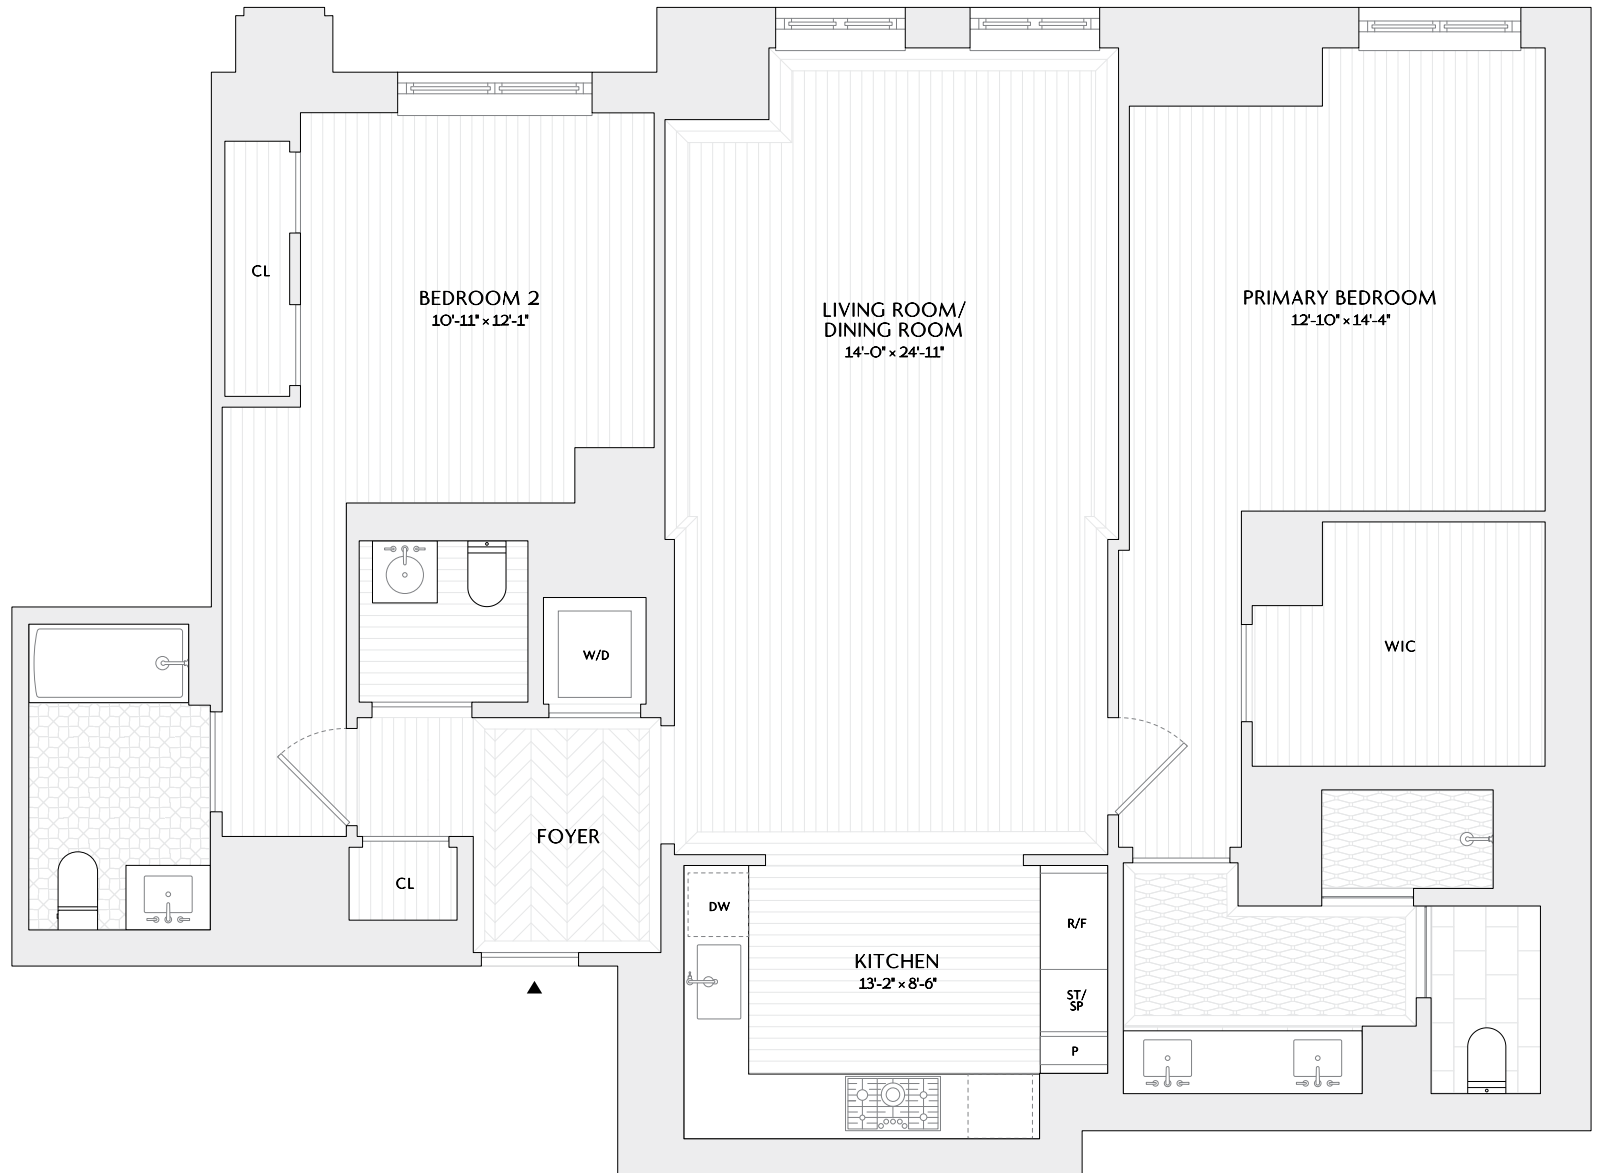 CL
BEDROOM 2
10'-11" × 12'-1"
LIVING ROOM/
DINING ROOM
14'-0" × 24'-11"
PRIMARY BEDROOM
12'-10" × 14'-4"
W/D
WIC
FOYER
CL
DW
R/F
KITCHEN
13'-2" × 8'-6"
ST/
SP
P